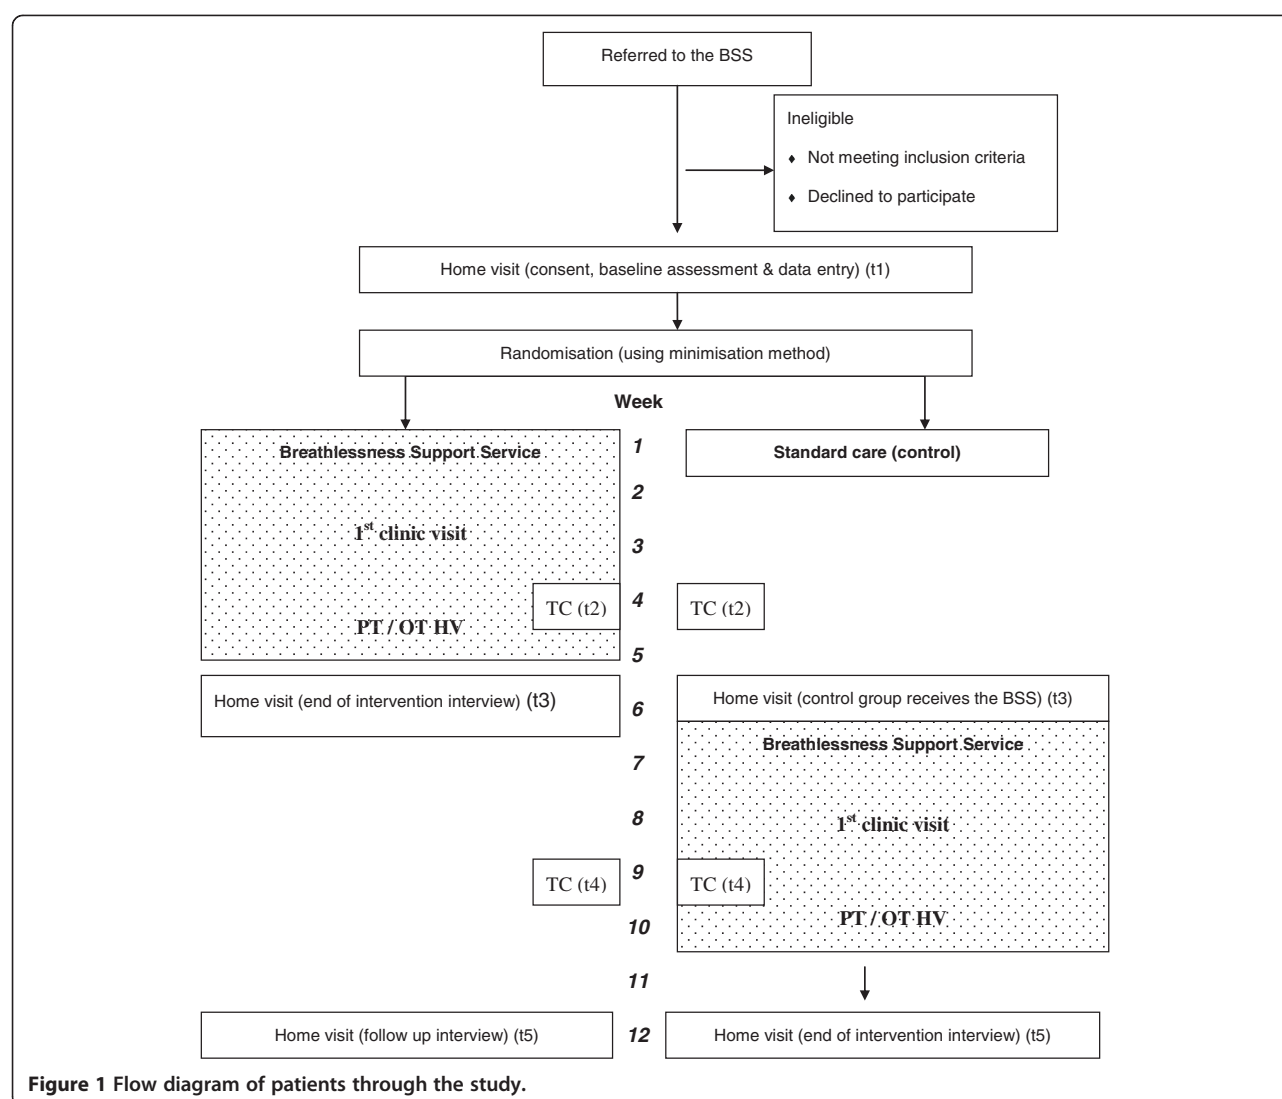 Referred to the BSS
Ineligible
♦ Not meeting inclusion criteria
♦ Declined to participate
Home visit (consent, baseline assessment & data entry) (t1)
Randomisation (using minimisation method)
Week
Breathlessness Support Service
1
Standard care (control)
2
1st clinic visit
3
TC (t2)
4
TC (t2)
PT / OT HV
5
Home visit (end of intervention interview) (t3)
6
Home visit (control group receives the BSS) (t3)
Breathlessness Support Service
7
8
1st clinic visit
TC (t4)
9
TC (t4)
10
PT / OT HV
11
Home visit (follow up interview) (t5)
12
Home visit (end of intervention interview) (t5)
Figure 1 Flow diagram of patients through the study.